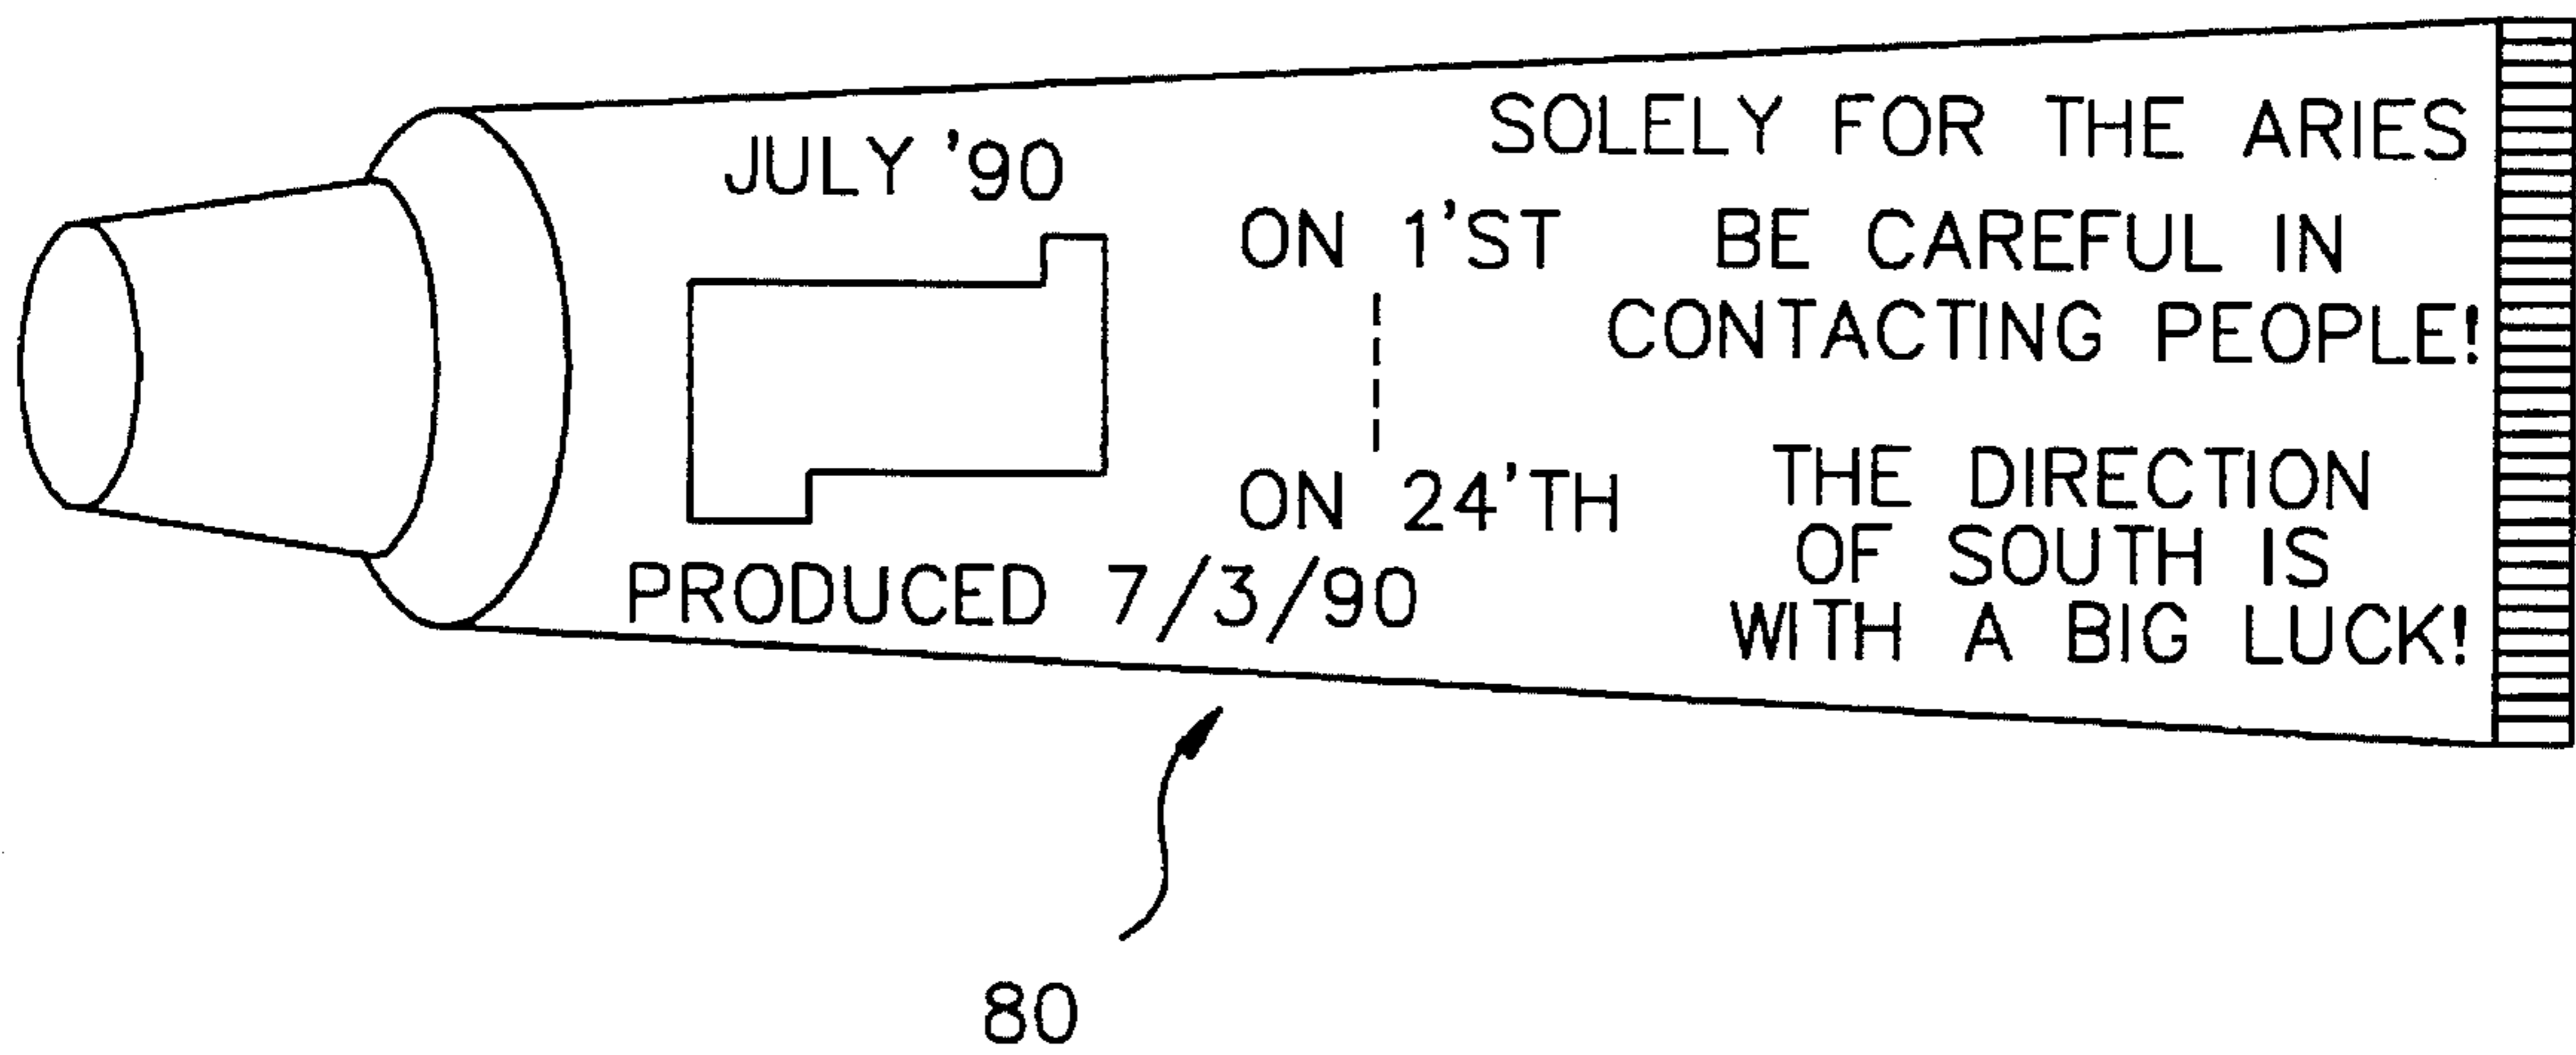 JULY '90
PRODUCED 7/3/90
SOLELY FOR THE ARIES
ON 1'ST BE CAREFUL IN
CONTACTING PEOPLE!
ON 24'TH THE DIRECTION
OF SOUTH IS
WITH A BIG LUCK!
80